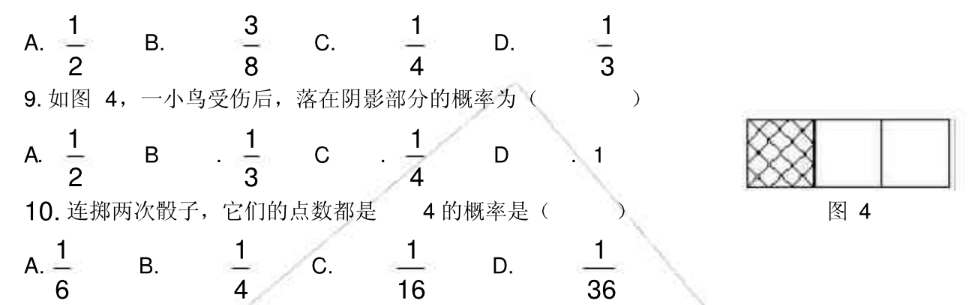 A. 1/2 B. 3/8 C. 1/4 D. 1/3
9. 如图 4，一小鸟受伤后，落在阴影部分的概率为（ ）
A. 1/2 B . 1/3 C . 1/4 D . 1
10. 连掷两次骰子，它们的点数都是 4 的概率是（ ）
图 4
A. 1/6 B. 1/4 C. 1/16 D. 1/36